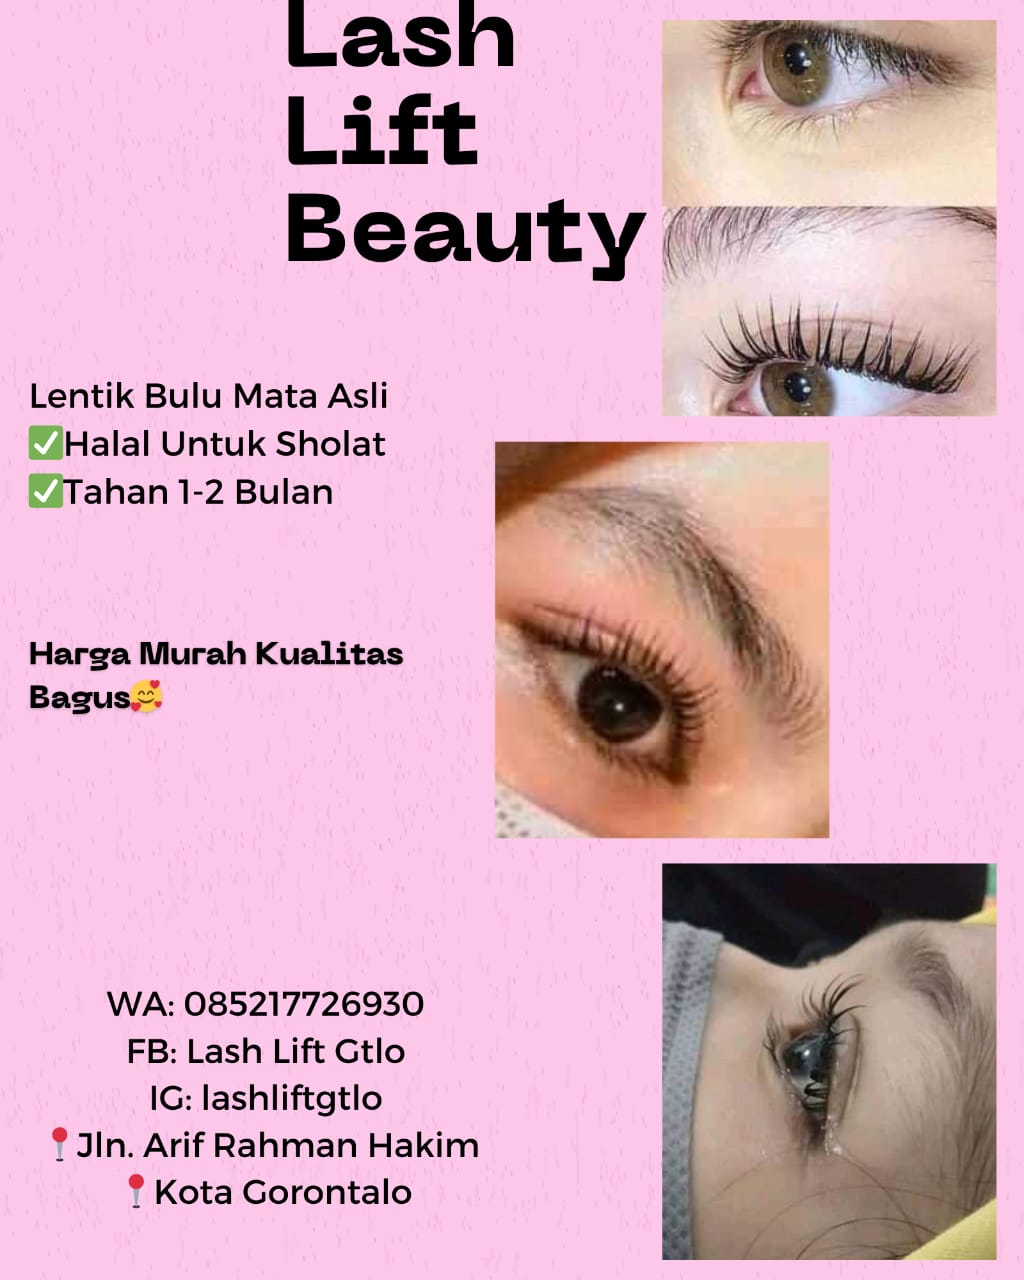 Lash
Lift
Beauty
Lentik Bulu Mata Asli
✅Halal Untuk Sholat
✅Tahan 1-2 Bulan
Harga Murah Kualitas
Bagus🥰
WA: 085217726930
FB: Lash Lift Gtlo
IG: lashliftgtlo
📍Jln. Arif Rahman Hakim
📍Kota Gorontalo